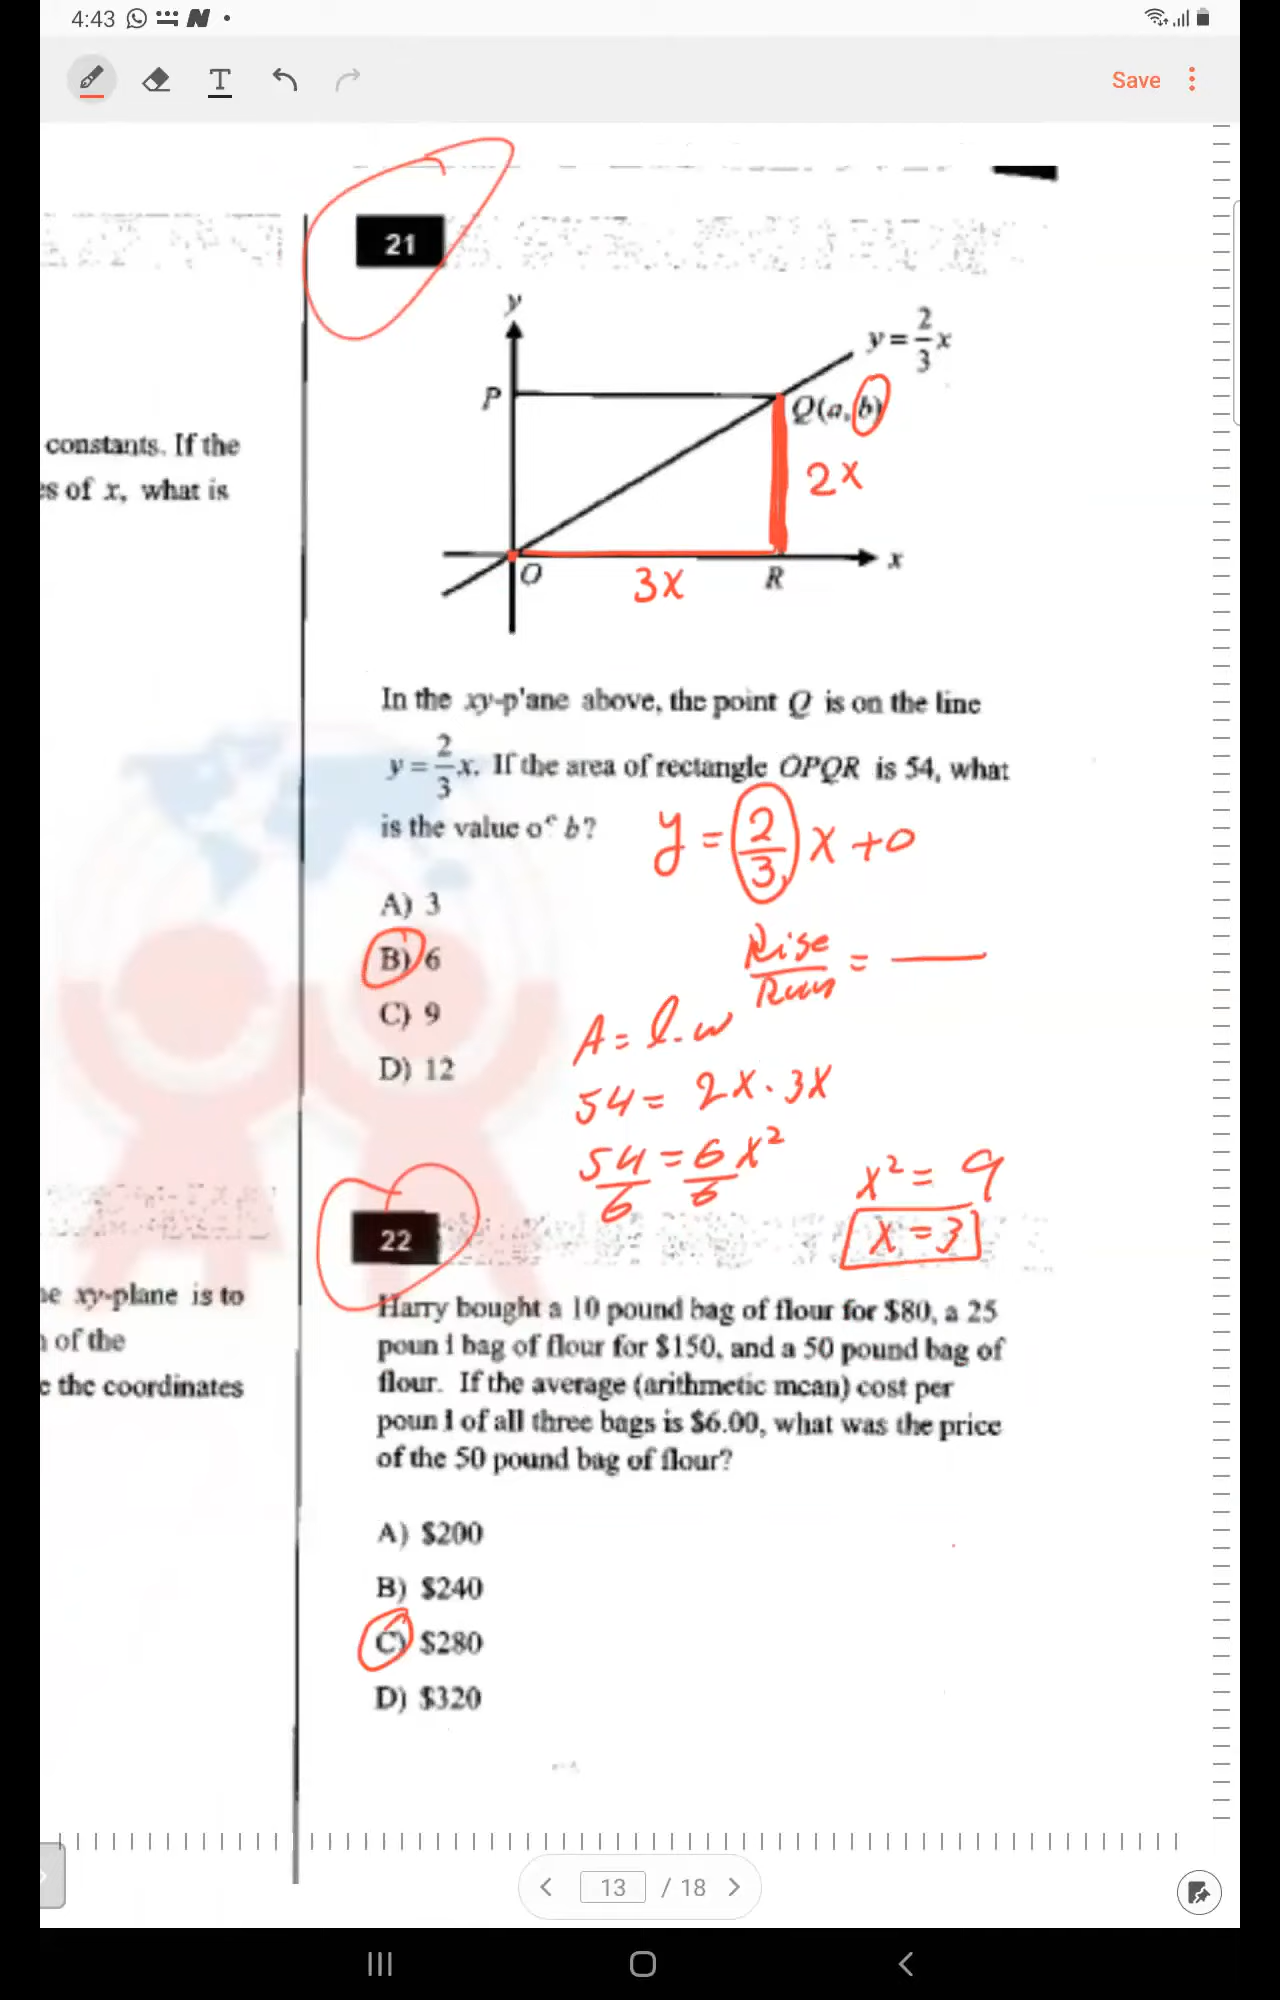 4:43
Save
21
y
y = 2/3 x
P
Q(a, b)
2x
constants. If the
es of x, what is
O
3x
R
x
In the xy-p'ane above, the point Q is on the line
y = 2/3 x. If the area of rectangle OPQR is 54, what
is the value of b?
y = 2/3 x + 0
A) 3
B) 6
C) 9
D) 12
Rise/Run = —
A = l · w
54 = 2x · 3x
54/6 = 6x²/6
x² = 9
x = 3
22
Harry bought a 10 pound bag of flour for $80, a 25
poun i bag of flour for $150, and a 50 pound bag of
flour. If the average (arithmetic mean) cost per
poun l of all three bags is $6.00, what was the price
of the 50 pound bag of flour?
A) $200
B) $240
C) $280
D) $320
ne xy-plane is to
of the
e the coordinates
13 / 18